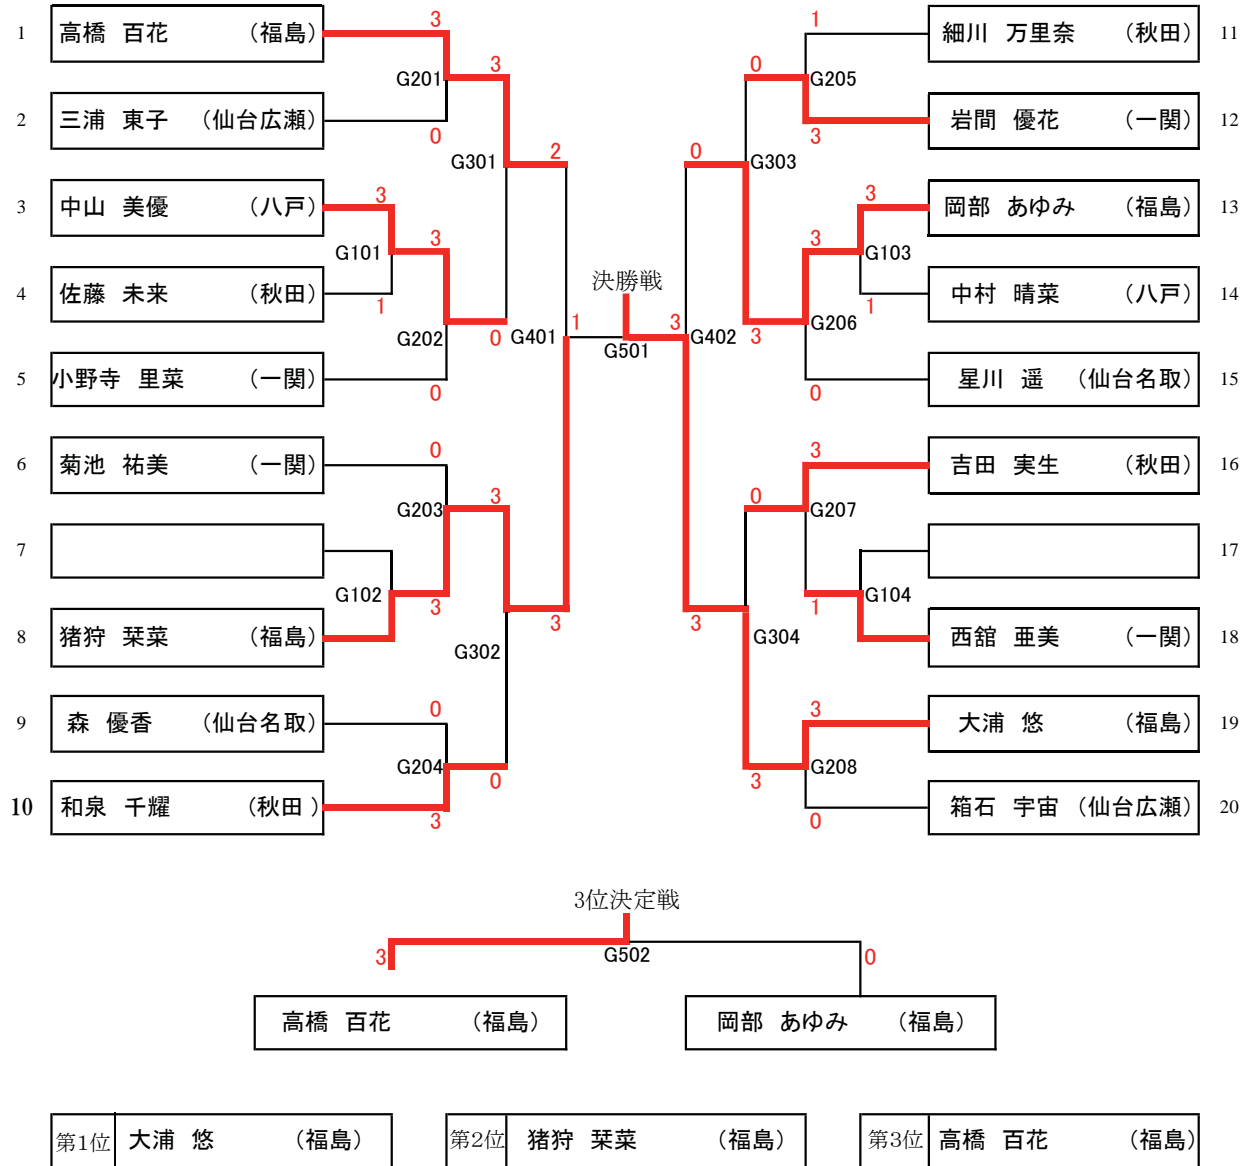 1 高橋 百花 (福島)
2 三浦 東子 (仙台広瀬)
3 中山 美優 (八戸)
4 佐藤 未来 (秋田)
5 小野寺 里菜 (一関)
6 菊池 祐美 (一関)
7
8 猪狩 栞菜 (福島)
9 森 優香 (仙台名取)
10 和泉 千耀 (秋田 )
3
G201
0
3
G101
1
3
G202
0
3
G301
0
2
G401
0
G203
3
G102
3
G302
0
G204
3
0
3
1
決勝戦
G501
3
細川 万里奈 (秋田) 11
岩間 優花 (一関) 12
岡部 あゆみ (福島) 13
中村 晴菜 (八戸) 14
星川 遥 (仙台名取) 15
吉田 実生 (秋田) 16
17
西舘 亜美 (一関) 18
大浦 悠 (福島) 19
箱石 宇宙 (仙台広瀬) 20
1
G205
3
0
G303
3
G103
1
3
G206
0
3
0
G402
3
G207
1
G104
0
G304
3
G208
0
3
3
3位決定戦
3
G502
0
高橋 百花 (福島)
岡部 あゆみ (福島)
第1位 大浦 悠 (福島)
第2位 猪狩 栞菜 (福島)
第3位 高橋 百花 (福島)